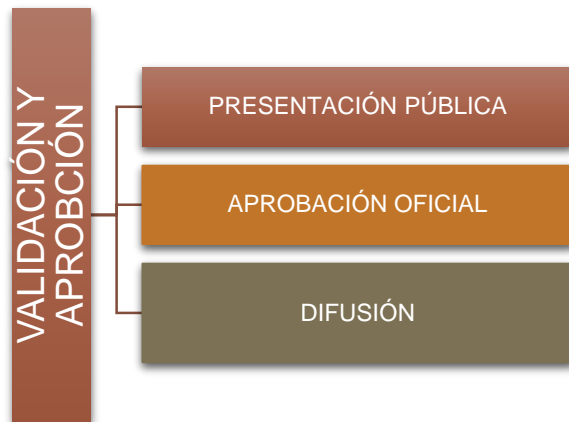 VALIDACIÓN Y
APROBCIÓN
PRESENTACIÓN PÚBLICA
APROBACIÓN OFICIAL
DIFUSIÓN